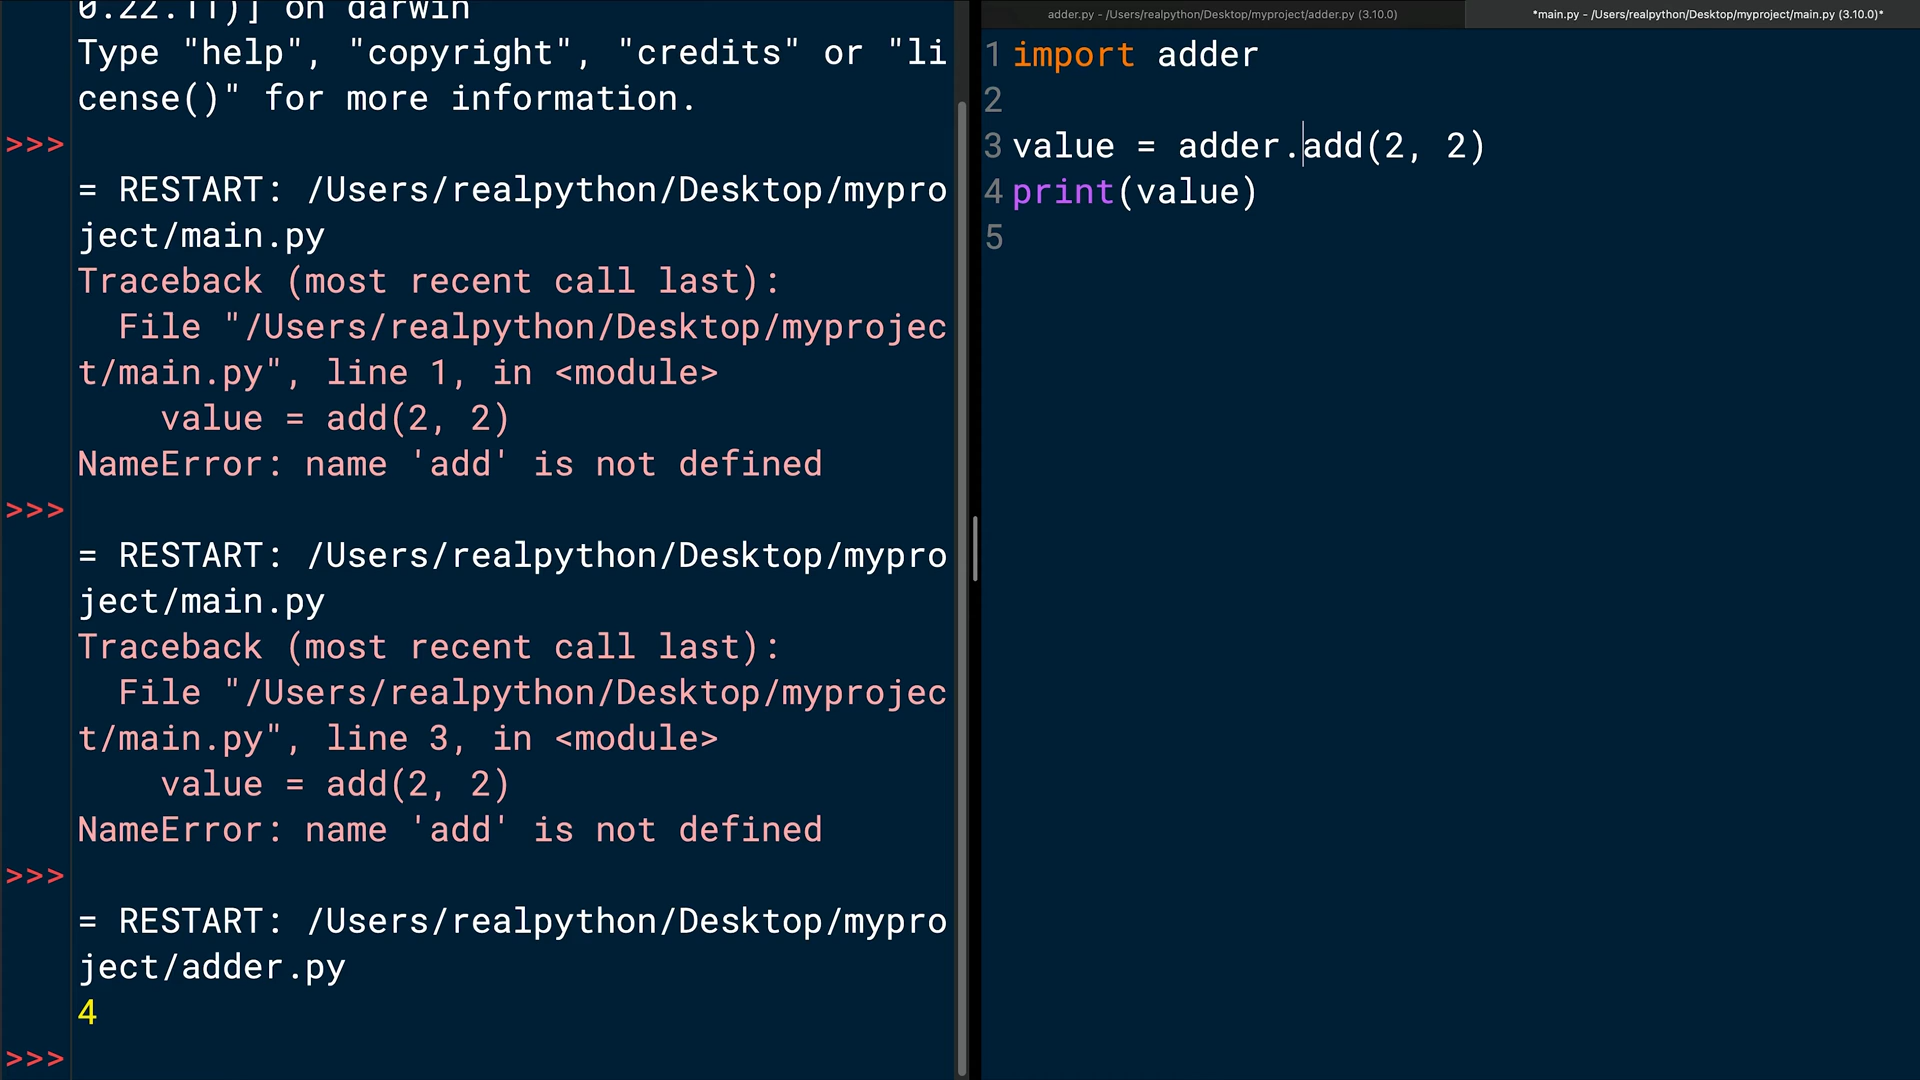 0.22.11)] on darwin
Type "help", "copyright", "credits" or "li
cense()" for more information.
>>>
= RESTART: /Users/realpython/Desktop/mypro
ject/main.py
Traceback (most recent call last):
  File "/Users/realpython/Desktop/myprojec
t/main.py", line 1, in <module>
    value = add(2, 2)
NameError: name 'add' is not defined
>>>
= RESTART: /Users/realpython/Desktop/mypro
ject/main.py
Traceback (most recent call last):
  File "/Users/realpython/Desktop/myprojec
t/main.py", line 3, in <module>
    value = add(2, 2)
NameError: name 'add' is not defined
>>>
= RESTART: /Users/realpython/Desktop/mypro
ject/adder.py
4
>>>
adder.py - /Users/realpython/Desktop/myproject/adder.py (3.10.0)
*main.py - /Users/realpython/Desktop/myproject/main.py (3.10.0)*
1 import adder
2
3 value = adder.add(2, 2)
4 print(value)
5